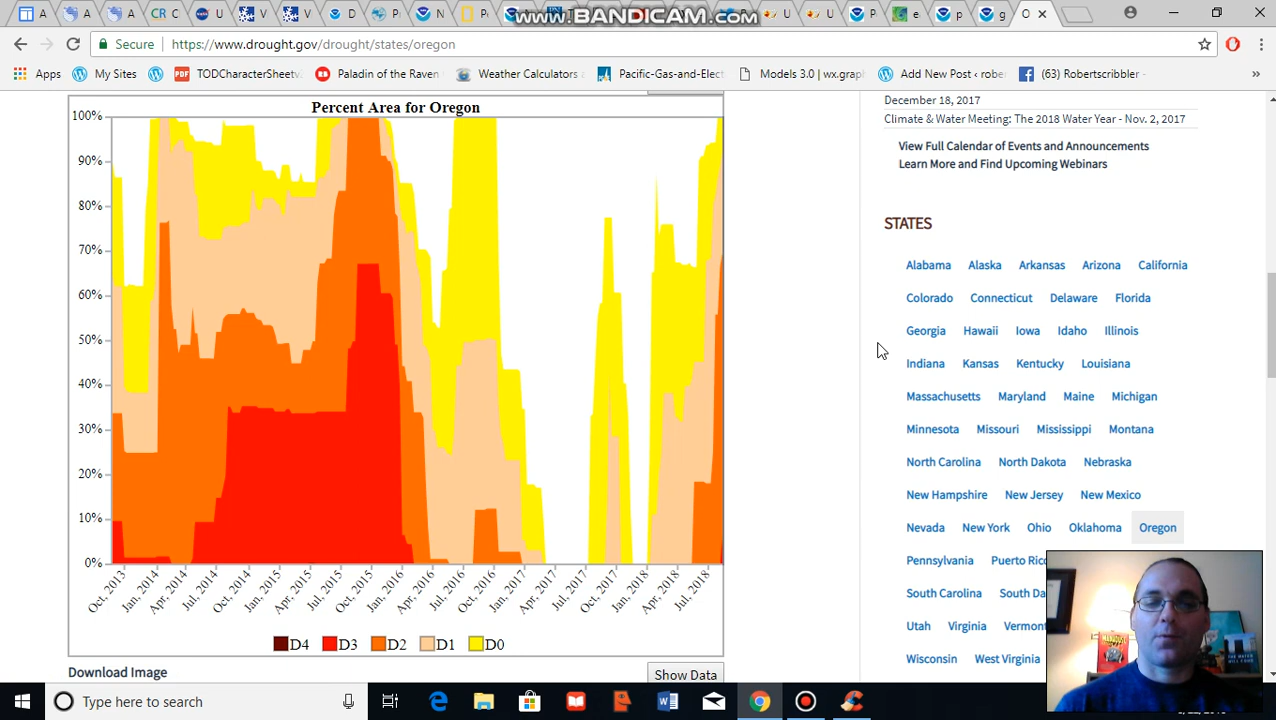 www.BANDICAM.com
A
G
G
CR C
U
V
V
D
P
N
P
U
U
P
e
p
g
O
Secure | https://www.drought.gov/drought/states/oregon
Apps My Sites TODCharacterSheetv Paladin of the Raven Weather Calculators Pacific-Gas-and-Elec Models 3.0 | wx.grap Add New Post ‹ robe (63) Robertscribbler - »
Percent Area for Oregon
100%
90%
80%
70%
60%
50%
40%
30%
20%
10%
0%
Oct, 2013 Jan, 2014 Apr, 2014 Jul, 2014 Oct, 2014 Jan, 2015 Apr, 2015 Jul, 2015 Oct, 2015 Jan, 2016 Apr, 2016 Jul, 2016 Oct, 2016 Jan, 2017 Apr, 2017 Jul, 2017 Oct, 2017 Jan, 2018 Apr, 2018 Jul, 2018
D4 D3 D2 D1 D0
Download Image
Show Data
December 18, 2017
Climate & Water Meeting: The 2018 Water Year - Nov. 2, 2017
View Full Calendar of Events and Announcements
Learn More and Find Upcoming Webinars
STATES
Alabama Alaska Arkansas Arizona California
Colorado Connecticut Delaware Florida
Georgia Hawaii Iowa Idaho Illinois
Indiana Kansas Kentucky Louisiana
Massachusetts Maryland Maine Michigan
Minnesota Missouri Mississippi Montana
North Carolina North Dakota Nebraska
New Hampshire New Jersey New Mexico
Nevada New York Ohio Oklahoma Oregon
Pennsylvania Puerto Ric
South Carolina South Da
Utah Virginia Vermon
Wisconsin West Virginia
Type here to search